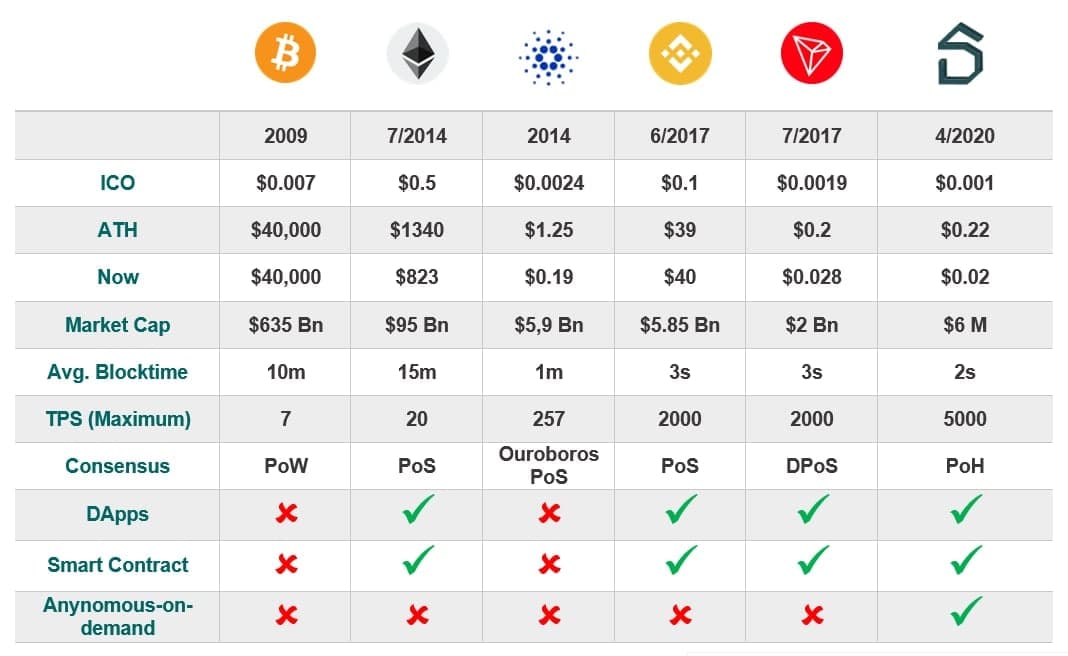 2009 7/2014 2014 6/2017 7/2017 4/2020
ICO $0.007 $0.5 $0.0024 $0.1 $0.0019 $0.001
ATH $40,000 $1340 $1.25 $39 $0.2 $0.22
Now $40,000 $823 $0.19 $40 $0.028 $0.02
Market Cap $635 Bn $95 Bn $5,9 Bn $5.85 Bn $2 Bn $6 M
Avg. Blocktime 10m 15m 1m 3s 3s 2s
TPS (Maximum) 7 20 257 2000 2000 5000
Consensus PoW PoS Ouroboros PoS PoS DPoS PoH
DApps
Smart Contract
Anynomous-on-
demand